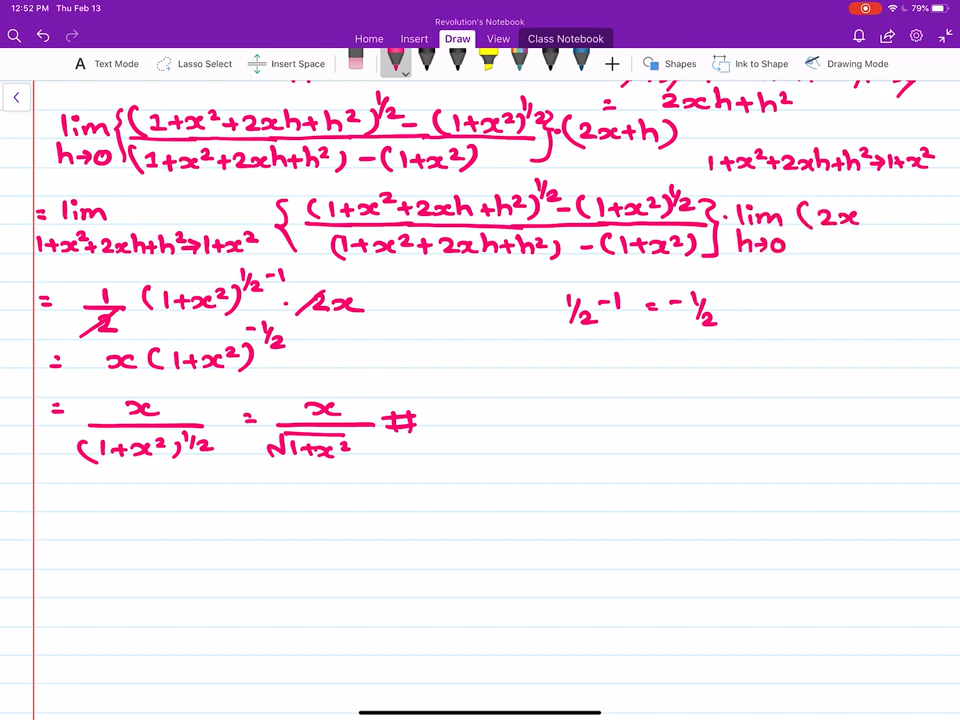 12:52 PM Thu Feb 13 79%
Revolution's Notebook
Home Insert Draw View Class Notebook
A Text Mode Lasso Select Insert Space Shapes Ink to Shape Drawing Mode
= 2xh+h²
lim h→0 {((1+x²+2xh+h²)^1/2 - (1+x²)^1/2) / ((1+x²+2xh+h²) - (1+x²))} · (2x+h)
1+x²+2xh+h²→1+x²
= lim 1+x²+2xh+h²→1+x² {((1+x²+2xh+h²)^1/2 - (1+x²)^1/2) / ((1+x²+2xh+h²) - (1+x²))} · lim h→0 (2x
= 1/2 (1+x²)^1/2-1 · 2x 1/2 - 1 = - 1/2
= x(1+x²)^-1/2
= x / (1+x²)^1/2 = x / √1+x² #